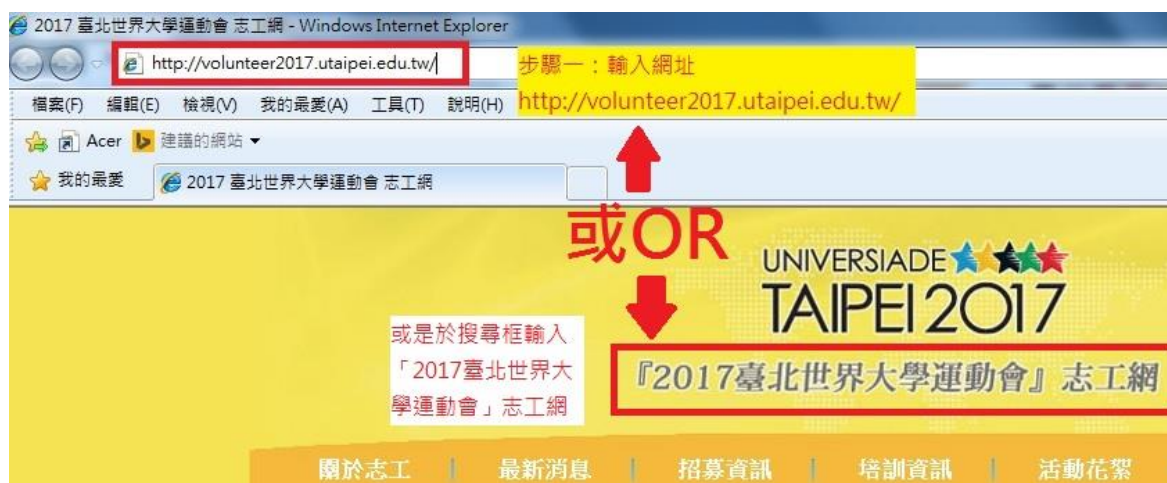 2017 臺北世界大學運動會 志工網 - Windows Internet Explorer
http://volunteer2017.utaipei.edu.tw/
步驟一：輸入網址
http://volunteer2017.utaipei.edu.tw/
檔案(F) 編輯(E) 檢視(V) 我的最愛(A) 工具(T) 說明(H)
Acer 建議的網站
我的最愛 2017 臺北世界大學運動會 志工網
或OR
UNIVERSIADE
TAIPEI 2017
或是於搜尋框輸入
「2017臺北世界大
學運動會」志工網
『2017臺北世界大學運動會』志工網
關於志工 | 最新消息 | 招募資訊 | 培訓資訊 | 活動花絮